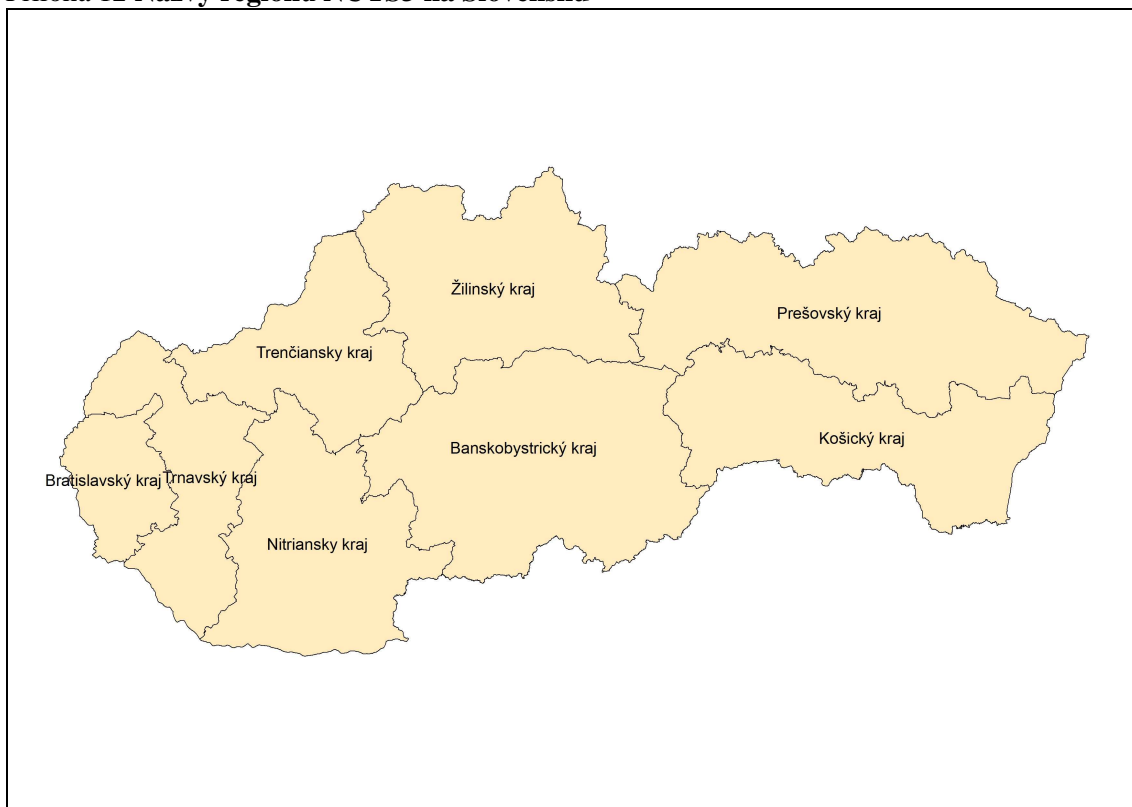 Žilinský kraj
Prešovský kraj
Trenčiansky kraj
Košický kraj
Banskobystrický kraj
Bratislavský kraj
Trnavský kraj
Nitriansky kraj